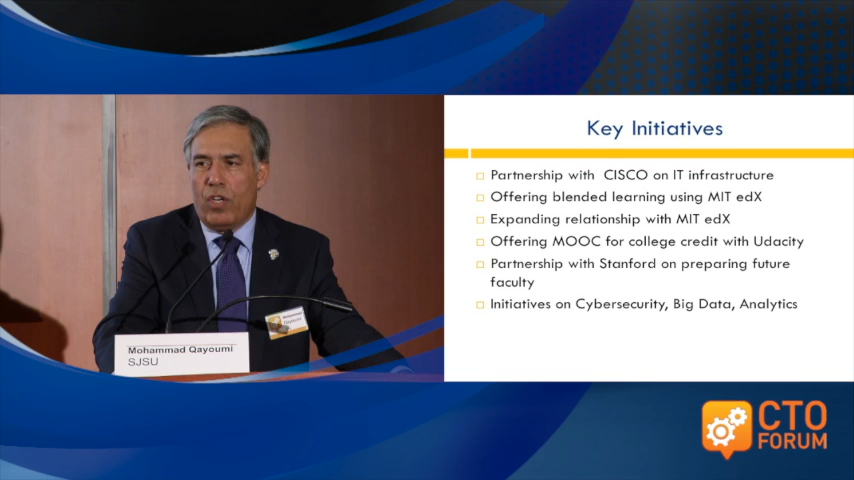 Key Initiatives
Partnership with CISCO on IT infrastructure
Offering blended learning using MIT edX
Expanding relationship with MIT edX
Offering MOOC for college credit with Udacity
Partnership with Stanford on preparing future
faculty
Initiatives on Cybersecurity, Big Data, Analytics
Mohammad
Qayoumi
Mohammad Qayoumi
SJSU
CTO
FORUM